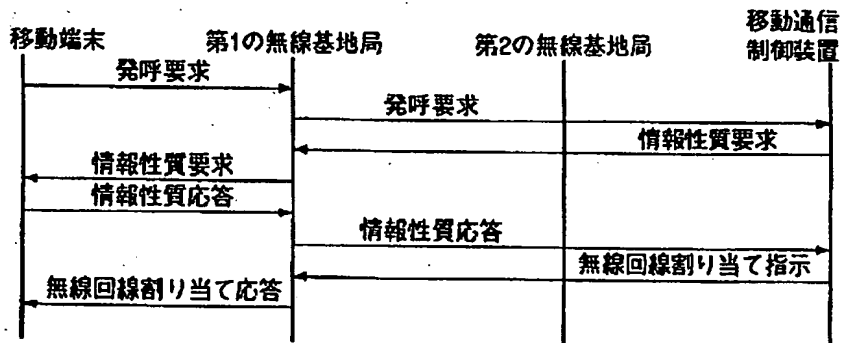 移動端末
第1の無線基地局
第2の無線基地局
移動通信
制御装置
発呼要求
発呼要求
情報性質要求
情報性質要求
情報性質応答
情報性質応答
無線回線割り当て指示
無線回線割り当て応答